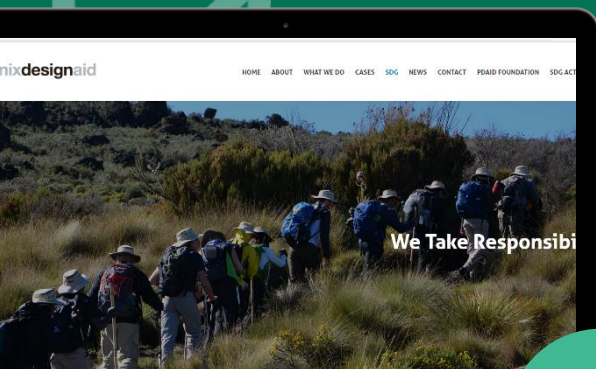 nixdesignaid
HOME ABOUT WHAT WE DO CASES SDG NEWS CONTACT PDAID FOUNDATION SDG ACT
We Take Responsibi